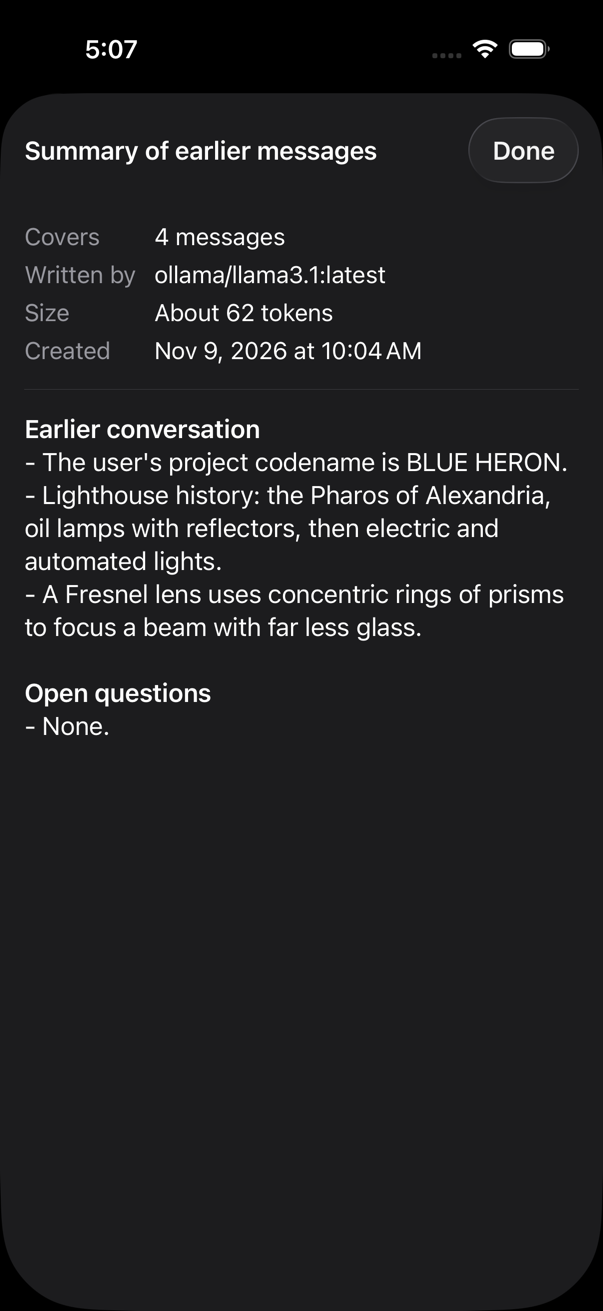 5:07
Summary of earlier messages
Done
Covers 4 messages
Written by ollama/llama3.1:latest
Size About 62 tokens
Created Nov 9, 2026 at 10:04 AM
Earlier conversation
- The user's project codename is BLUE HERON.
- Lighthouse history: the Pharos of Alexandria,
oil lamps with reflectors, then electric and
automated lights.
- A Fresnel lens uses concentric rings of prisms
to focus a beam with far less glass.
Open questions
- None.